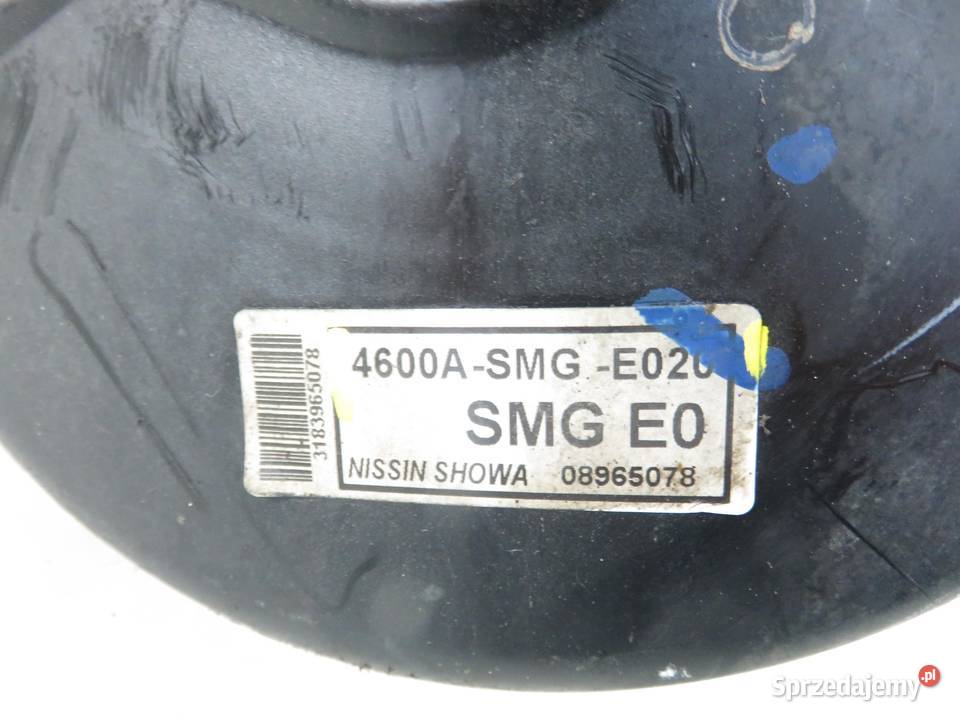 4600A-SMG -E020
SMG E0
NISSIN SHOWA 08965078
3183965078
Sprzedajemy.pl